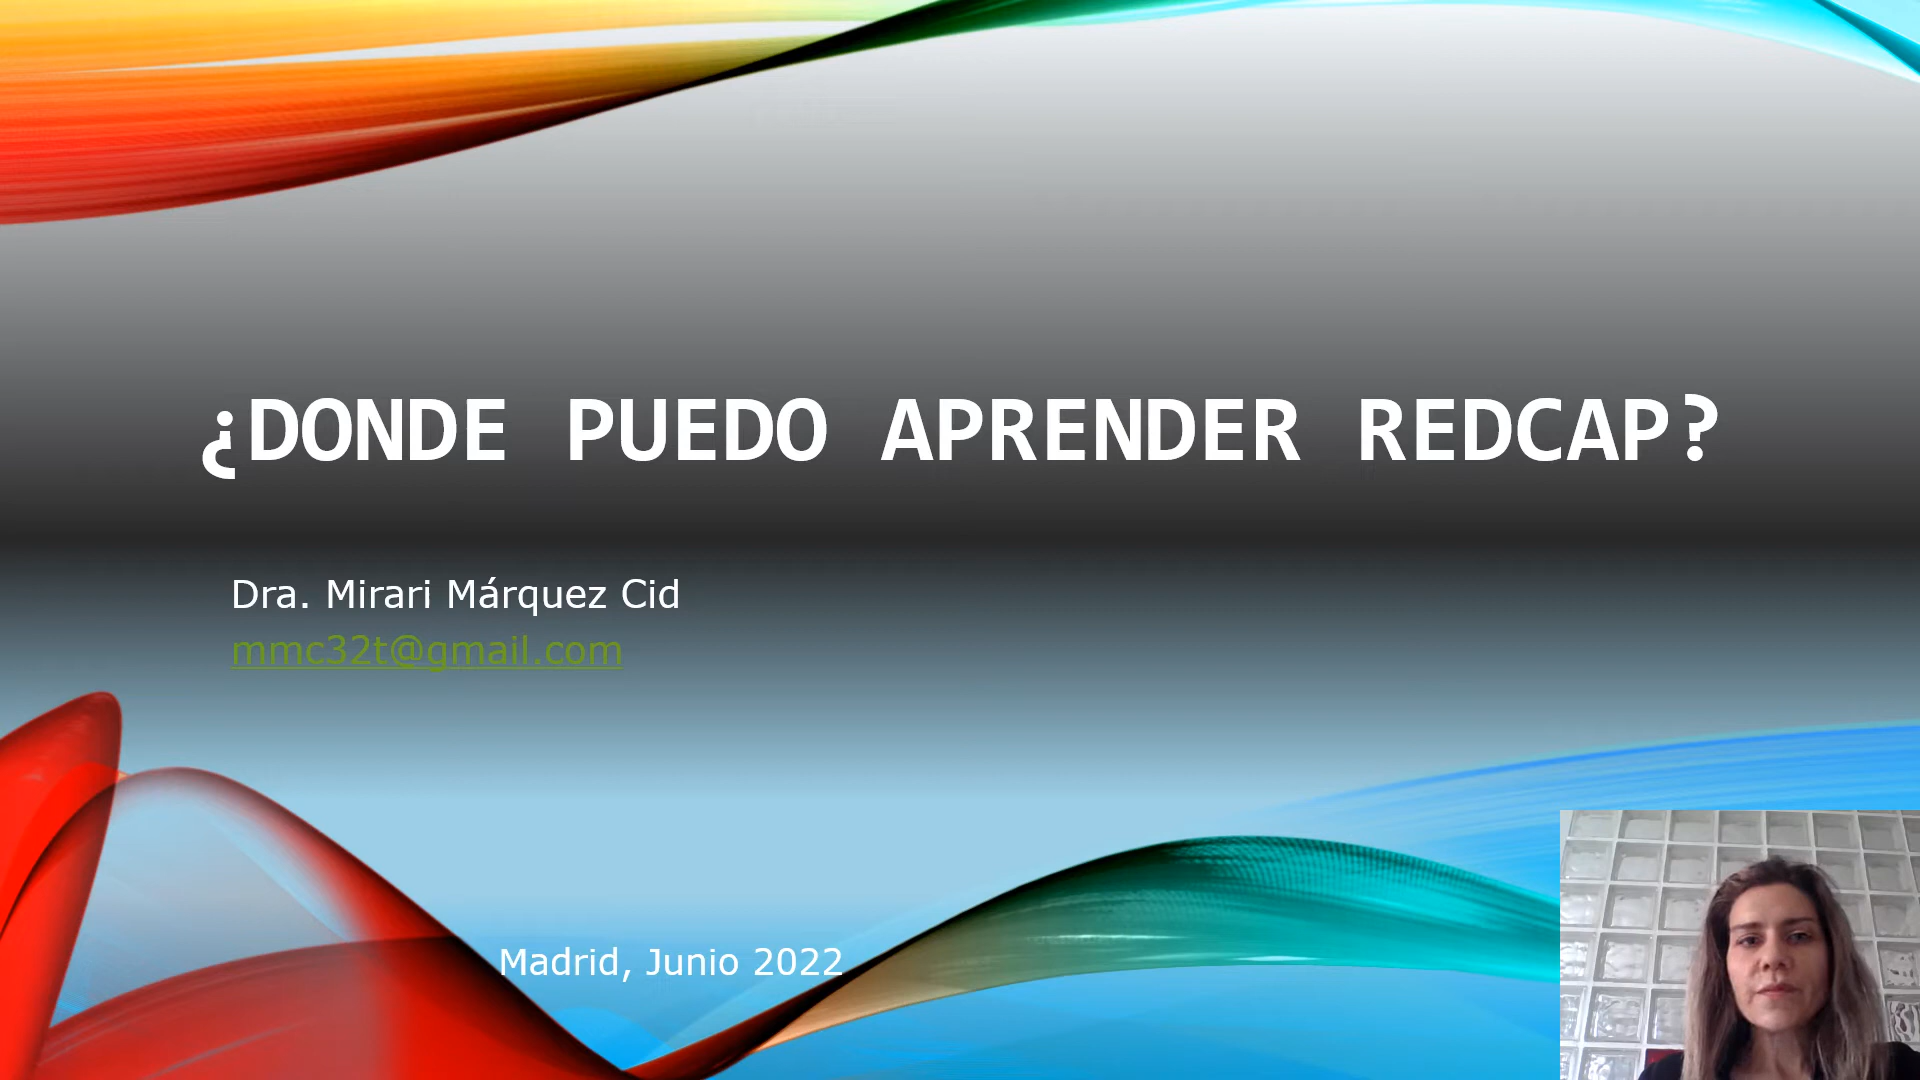 ¿DONDE PUEDO APRENDER REDCAP?
Dra. Mirari Márquez Cid
mmc32t@gmail.com
Madrid, Junio 2022